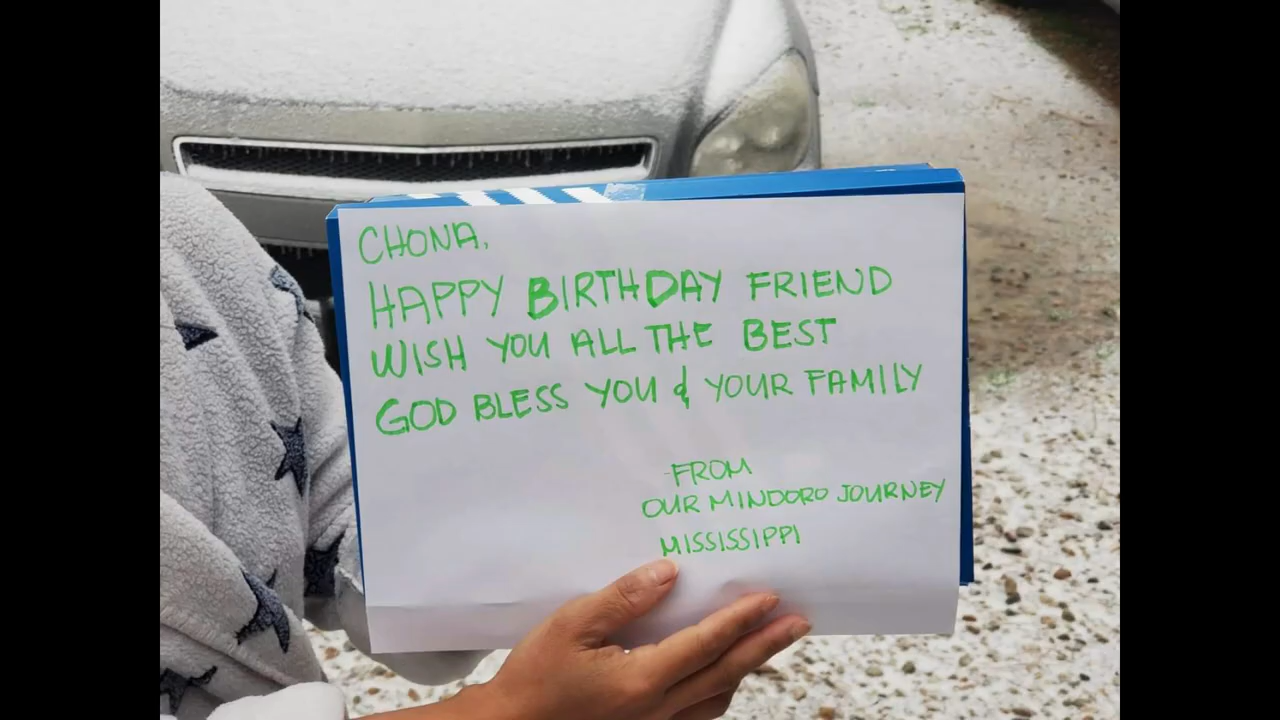 CHONA,
HAPPY BIRTHDAY FRIEND
WISH YOU ALL THE BEST
GOD BLESS YOU & YOUR FAMILY
-FROM
OUR MINDORO JOURNEY
MISSISSIPPI